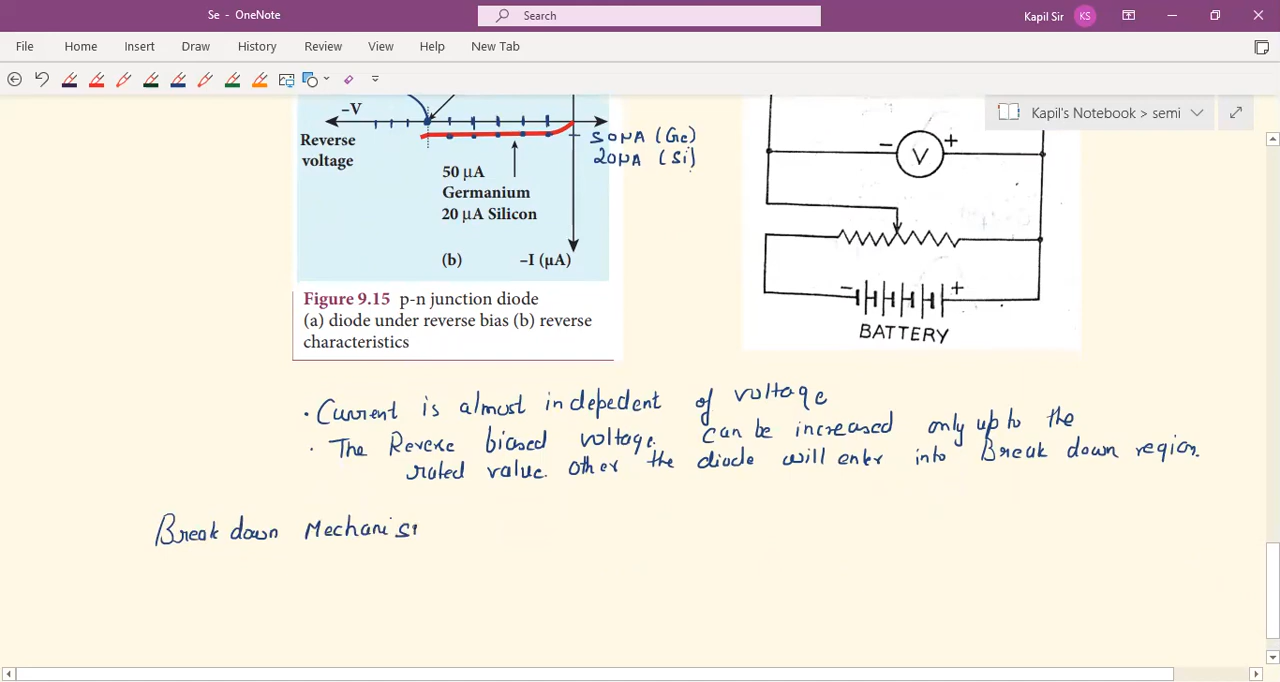 Se - OneNote
Search
Kapil Sir
KS
File Home Insert Draw History Review View Help New Tab
Kapil's Notebook > semi
–V
Reverse
voltage
50 μA (Ge)
20μA (Si)
50 μA
Germanium
20 μA Silicon
(b)
–I (μA)
Figure 9.15 p-n junction diode
(a) diode under reverse bias (b) reverse
characteristics
– V +
– +
BATTERY
• Current is almost indepedent of voltage
• The Reverse biased voltage can be increased only up to the
rated value. other the diode will enter into Break down region.
Break down Mechanis